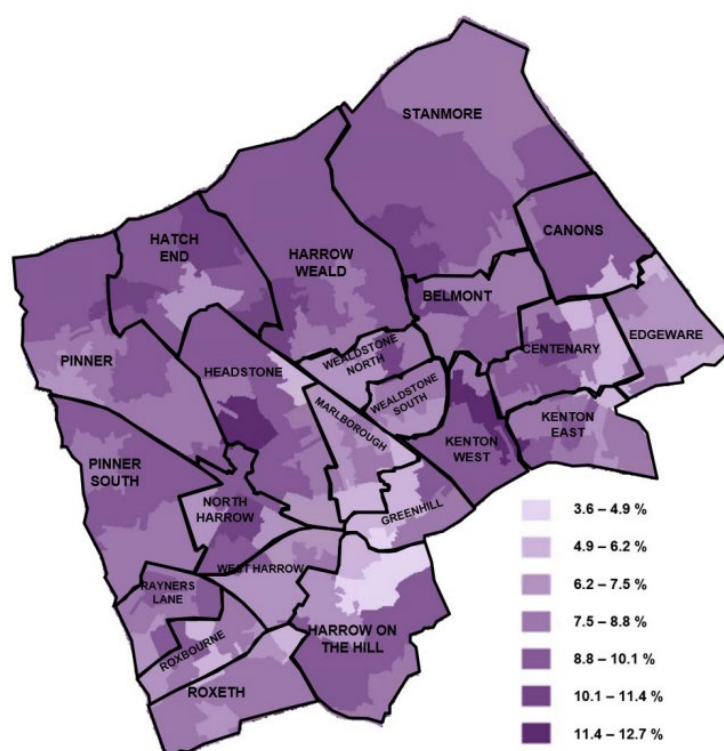 STANMORE
HATCH
END
HARROW
WEALD
CANONS
BELMONT
PINNER
HEADSTONE
WEALDSTONE
NORTH
CENTENARY
EDGEWARE
WEALDSTONE
SOUTH
MARLBOROUGH
KENTON
EAST
KENTON
WEST
PINNER
SOUTH
NORTH
HARROW
GREENHILL
WEST HARROW
RAYNERS
LANE
ROXBOURNE
HARROW ON
THE HILL
ROXETH
3.6 – 4.9 %
4.9 – 6.2 %
6.2 – 7.5 %
7.5 – 8.8 %
8.8 – 10.1 %
10.1 – 11.4 %
11.4 – 12.7 %